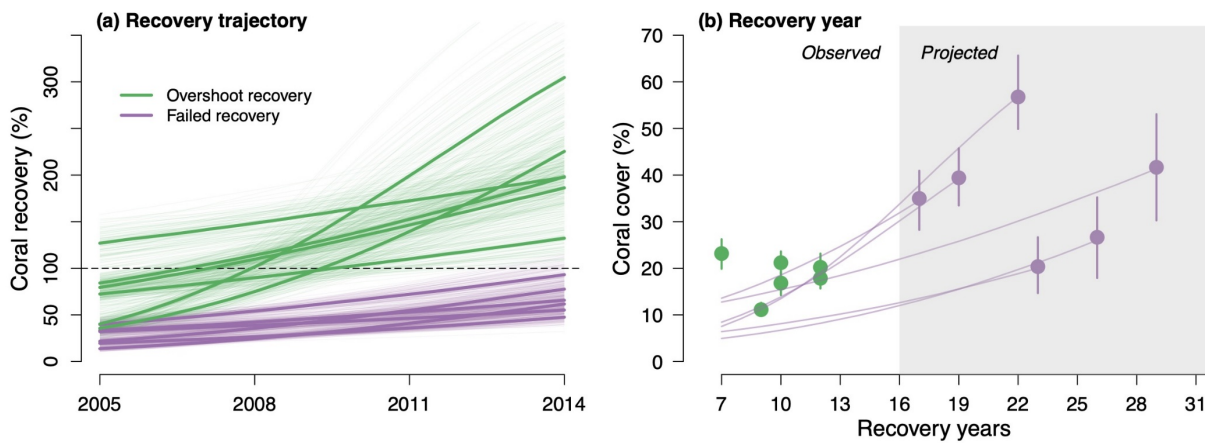 (a) Recovery trajectory
Coral recovery (%)
300
200
100
50
0
Overshoot recovery
Failed recovery
2005
2008
2011
2014
(b) Recovery year
Coral cover (%)
70
60
50
40
30
20
10
0
Observed
Projected
7
10
13
16
19
22
25
28
31
Recovery years